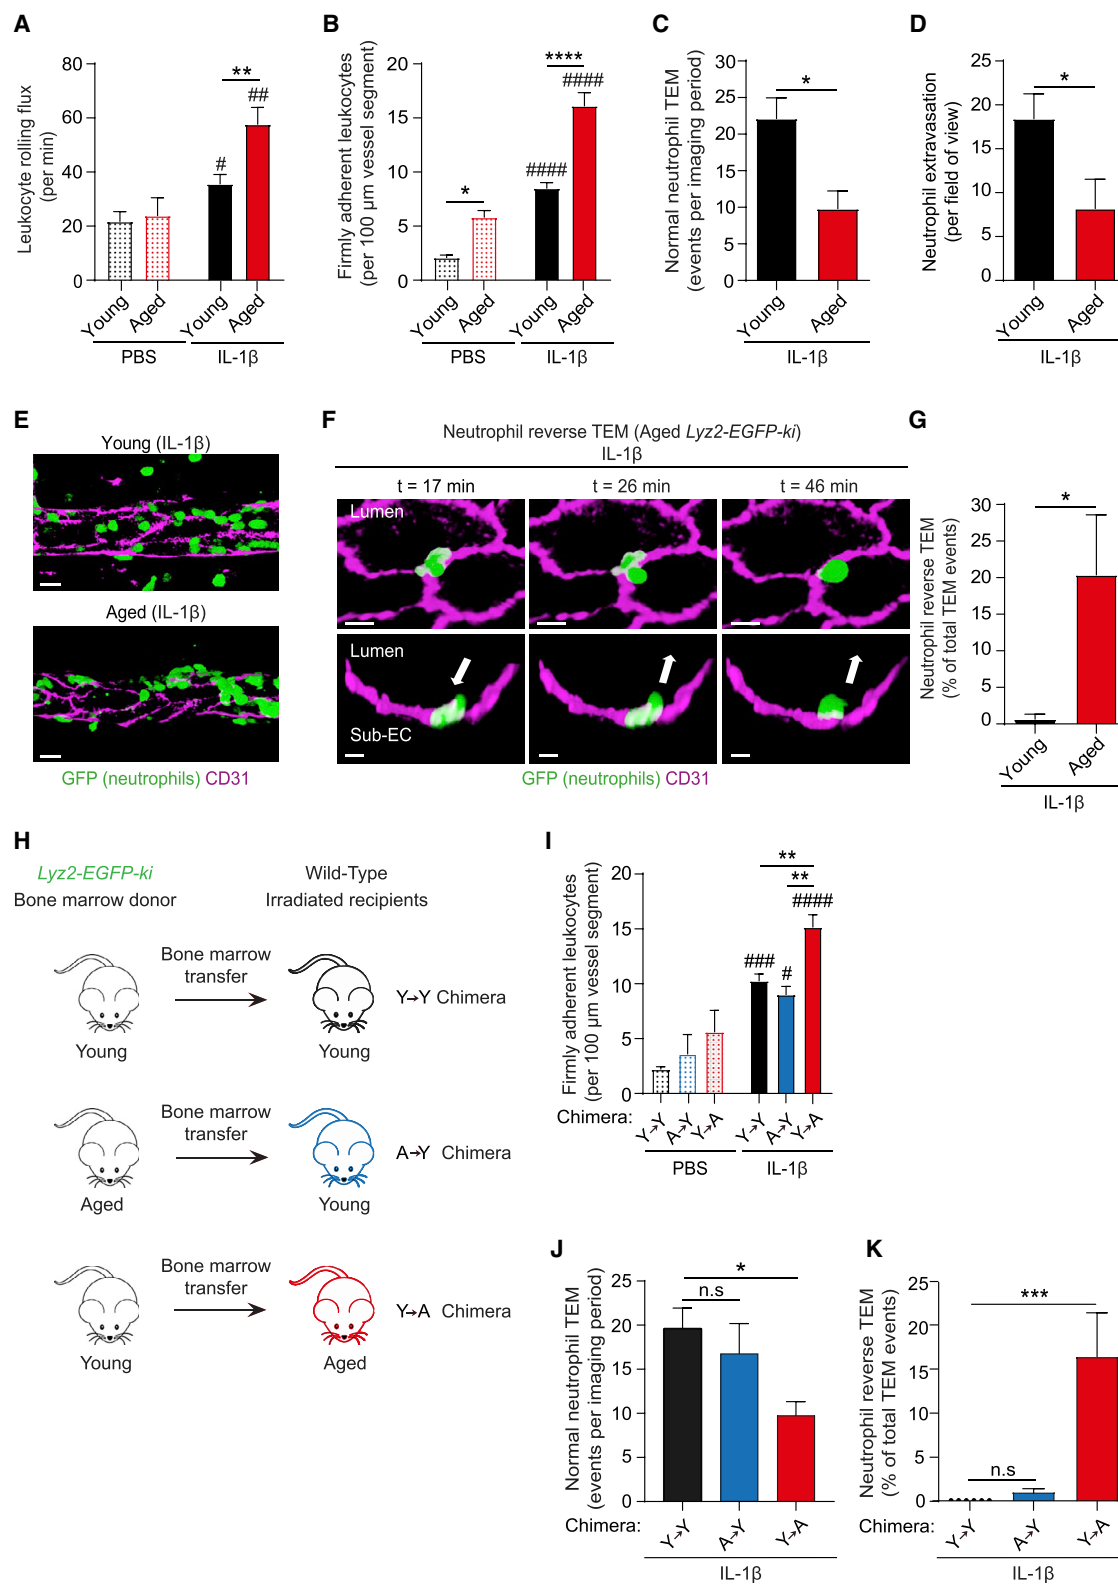 A
Leukocyte rolling flux
(per min)
80
60
40
20
0
**
##
#
Young
Aged
Young
Aged
PBS
IL-1β
B
Firmly adherent leukocytes
(per 100 µm vessel segment)
20
15
10
5
0
****
####
####
*
Young
Aged
Young
Aged
PBS
IL-1β
C
Normal neutrophil TEM
(events per imaging period)
30
25
20
15
10
5
0
*
Young
Aged
IL-1β
D
Neutrophil extravasation
(per field of view)
25
20
15
10
5
0
*
Young
Aged
IL-1β
E
Young (IL-1β)
Aged (IL-1β)
GFP (neutrophils) CD31
F
Neutrophil reverse TEM (Aged Lyz2-EGFP-ki)
IL-1β
t = 17 min
t = 26 min
t = 46 min
Lumen
Lumen
Sub-EC
GFP (neutrophils) CD31
G
Neutrophil reverse TEM
(% of total TEM events)
30
25
20
15
10
5
0
*
Young
Aged
IL-1β
H
Lyz2-EGFP-ki
Bone marrow donor
Wild-Type
Irradiated recipients
Bone marrow
transfer
Y→Y Chimera
Young
Young
Bone marrow
transfer
A→Y Chimera
Aged
Young
Bone marrow
transfer
Y→A Chimera
Young
Aged
I
Firmly adherent leukocytes
(per 100 µm vessel segment)
20
15
10
5
0
**
**
####
###
#
Chimera:
Y→Y
A→Y
Y→A
Y→Y
A→Y
Y→A
PBS
IL-1β
J
Normal neutrophil TEM
(events per imaging period)
25
20
15
10
5
0
*
n.s
Chimera:
Y→Y
A→Y
Y→A
IL-1β
K
Neutrophil reverse TEM
(% of total TEM events)
25
20
15
10
5
0
***
n.s
Chimera:
Y→Y
A→Y
Y→A
IL-1β